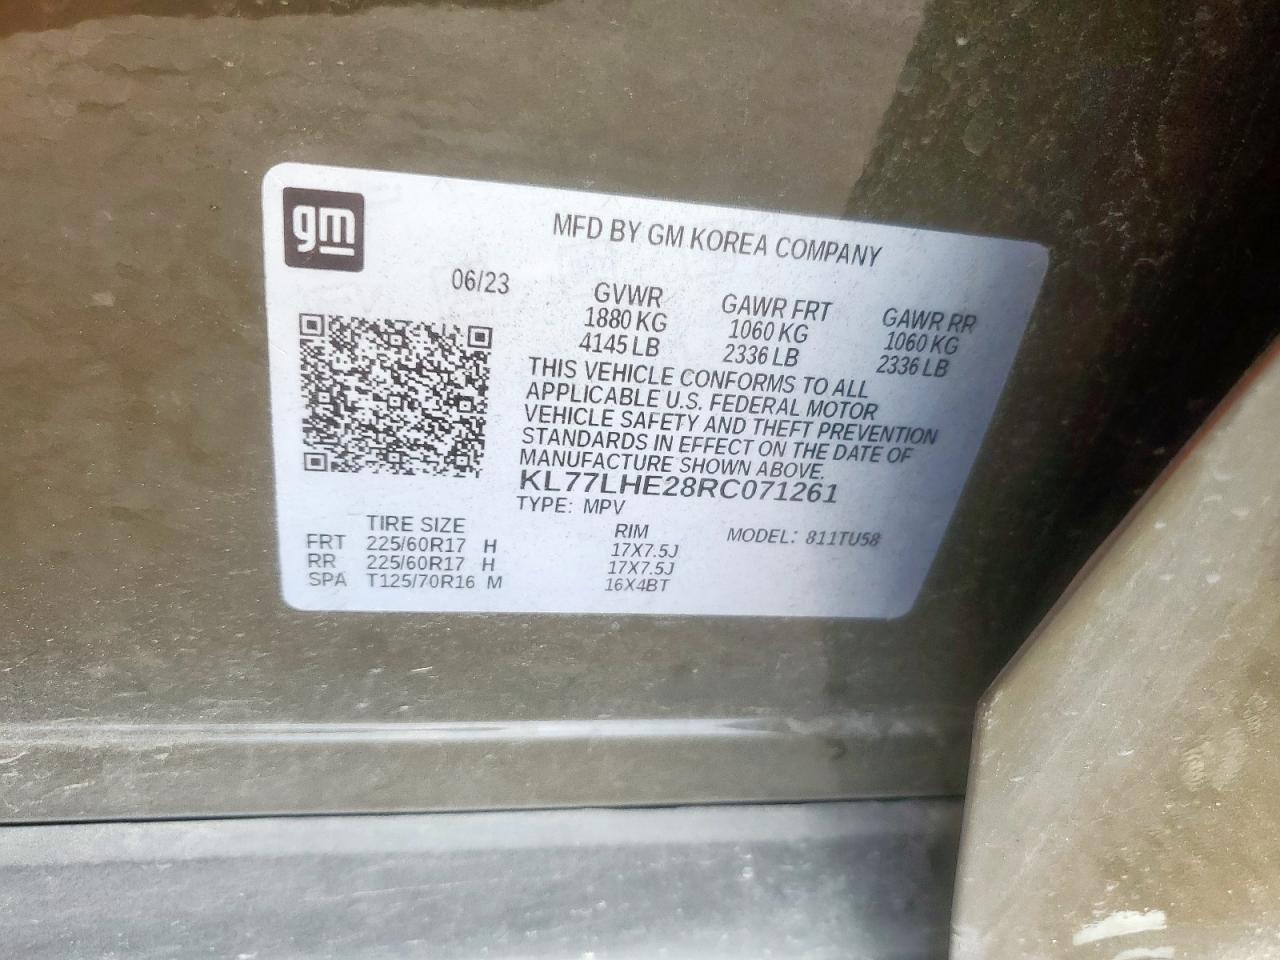 gm
MFD BY GM KOREA COMPANY
06/23
GVWR GAWR FRT GAWR RR
1880 KG 1060 KG 1060 KG
4145 LB 2336 LB 2336 LB
THIS VEHICLE CONFORMS TO ALL
APPLICABLE U.S. FEDERAL MOTOR
VEHICLE SAFETY AND THEFT PREVENTION
STANDARDS IN EFFECT ON THE DATE OF
MANUFACTURE SHOWN ABOVE.
KL77LHE28RC071261
TYPE: MPV
TIRE SIZE RIM MODEL: 811TU58
FRT 225/60R17 H 17X7.5J
RR 225/60R17 H 17X7.5J
SPA T125/70R16 M 16X4BT